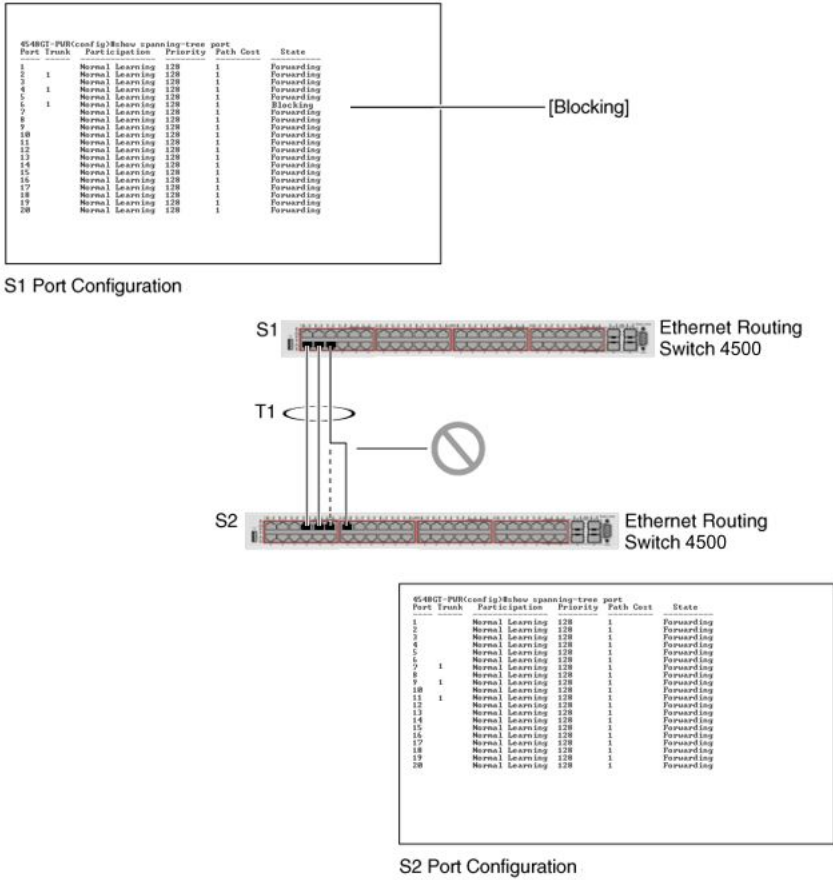 4548GT-PWR(config)#show spanning-tree port
Port Trunk Participation Priority Path Cost State
1 Normal Learning 128 1 Forwarding
2 1 Normal Learning 128 1 Forwarding
3 Normal Learning 128 1 Forwarding
4 1 Normal Learning 128 1 Forwarding
5 Normal Learning 128 1 Forwarding
6 1 Normal Learning 128 1 Blocking
7 Normal Learning 128 1 Forwarding
8 Normal Learning 128 1 Forwarding
9 Normal Learning 128 1 Forwarding
10 Normal Learning 128 1 Forwarding
11 Normal Learning 128 1 Forwarding
12 Normal Learning 128 1 Forwarding
13 Normal Learning 128 1 Forwarding
14 Normal Learning 128 1 Forwarding
15 Normal Learning 128 1 Forwarding
16 Normal Learning 128 1 Forwarding
17 Normal Learning 128 1 Forwarding
18 Normal Learning 128 1 Forwarding
19 Normal Learning 128 1 Forwarding
20 Normal Learning 128 1 Forwarding
[Blocking]
S1 Port Configuration
S1
Ethernet Routing
Switch 4500
T1
S2
Ethernet Routing
Switch 4500
4548GT-PWR(config)#show spanning-tree port
Port Trunk Participation Priority Path Cost State
1 Normal Learning 128 1 Forwarding
2 Normal Learning 128 1 Forwarding
3 Normal Learning 128 1 Forwarding
4 Normal Learning 128 1 Forwarding
5 Normal Learning 128 1 Forwarding
6 Normal Learning 128 1 Forwarding
7 1 Normal Learning 128 1 Forwarding
8 Normal Learning 128 1 Forwarding
9 1 Normal Learning 128 1 Forwarding
10 Normal Learning 128 1 Forwarding
11 1 Normal Learning 128 1 Forwarding
12 Normal Learning 128 1 Forwarding
13 Normal Learning 128 1 Forwarding
14 Normal Learning 128 1 Forwarding
15 Normal Learning 128 1 Forwarding
16 Normal Learning 128 1 Forwarding
17 Normal Learning 128 1 Forwarding
18 Normal Learning 128 1 Forwarding
19 Normal Learning 128 1 Forwarding
20 Normal Learning 128 1 Forwarding
S2 Port Configuration